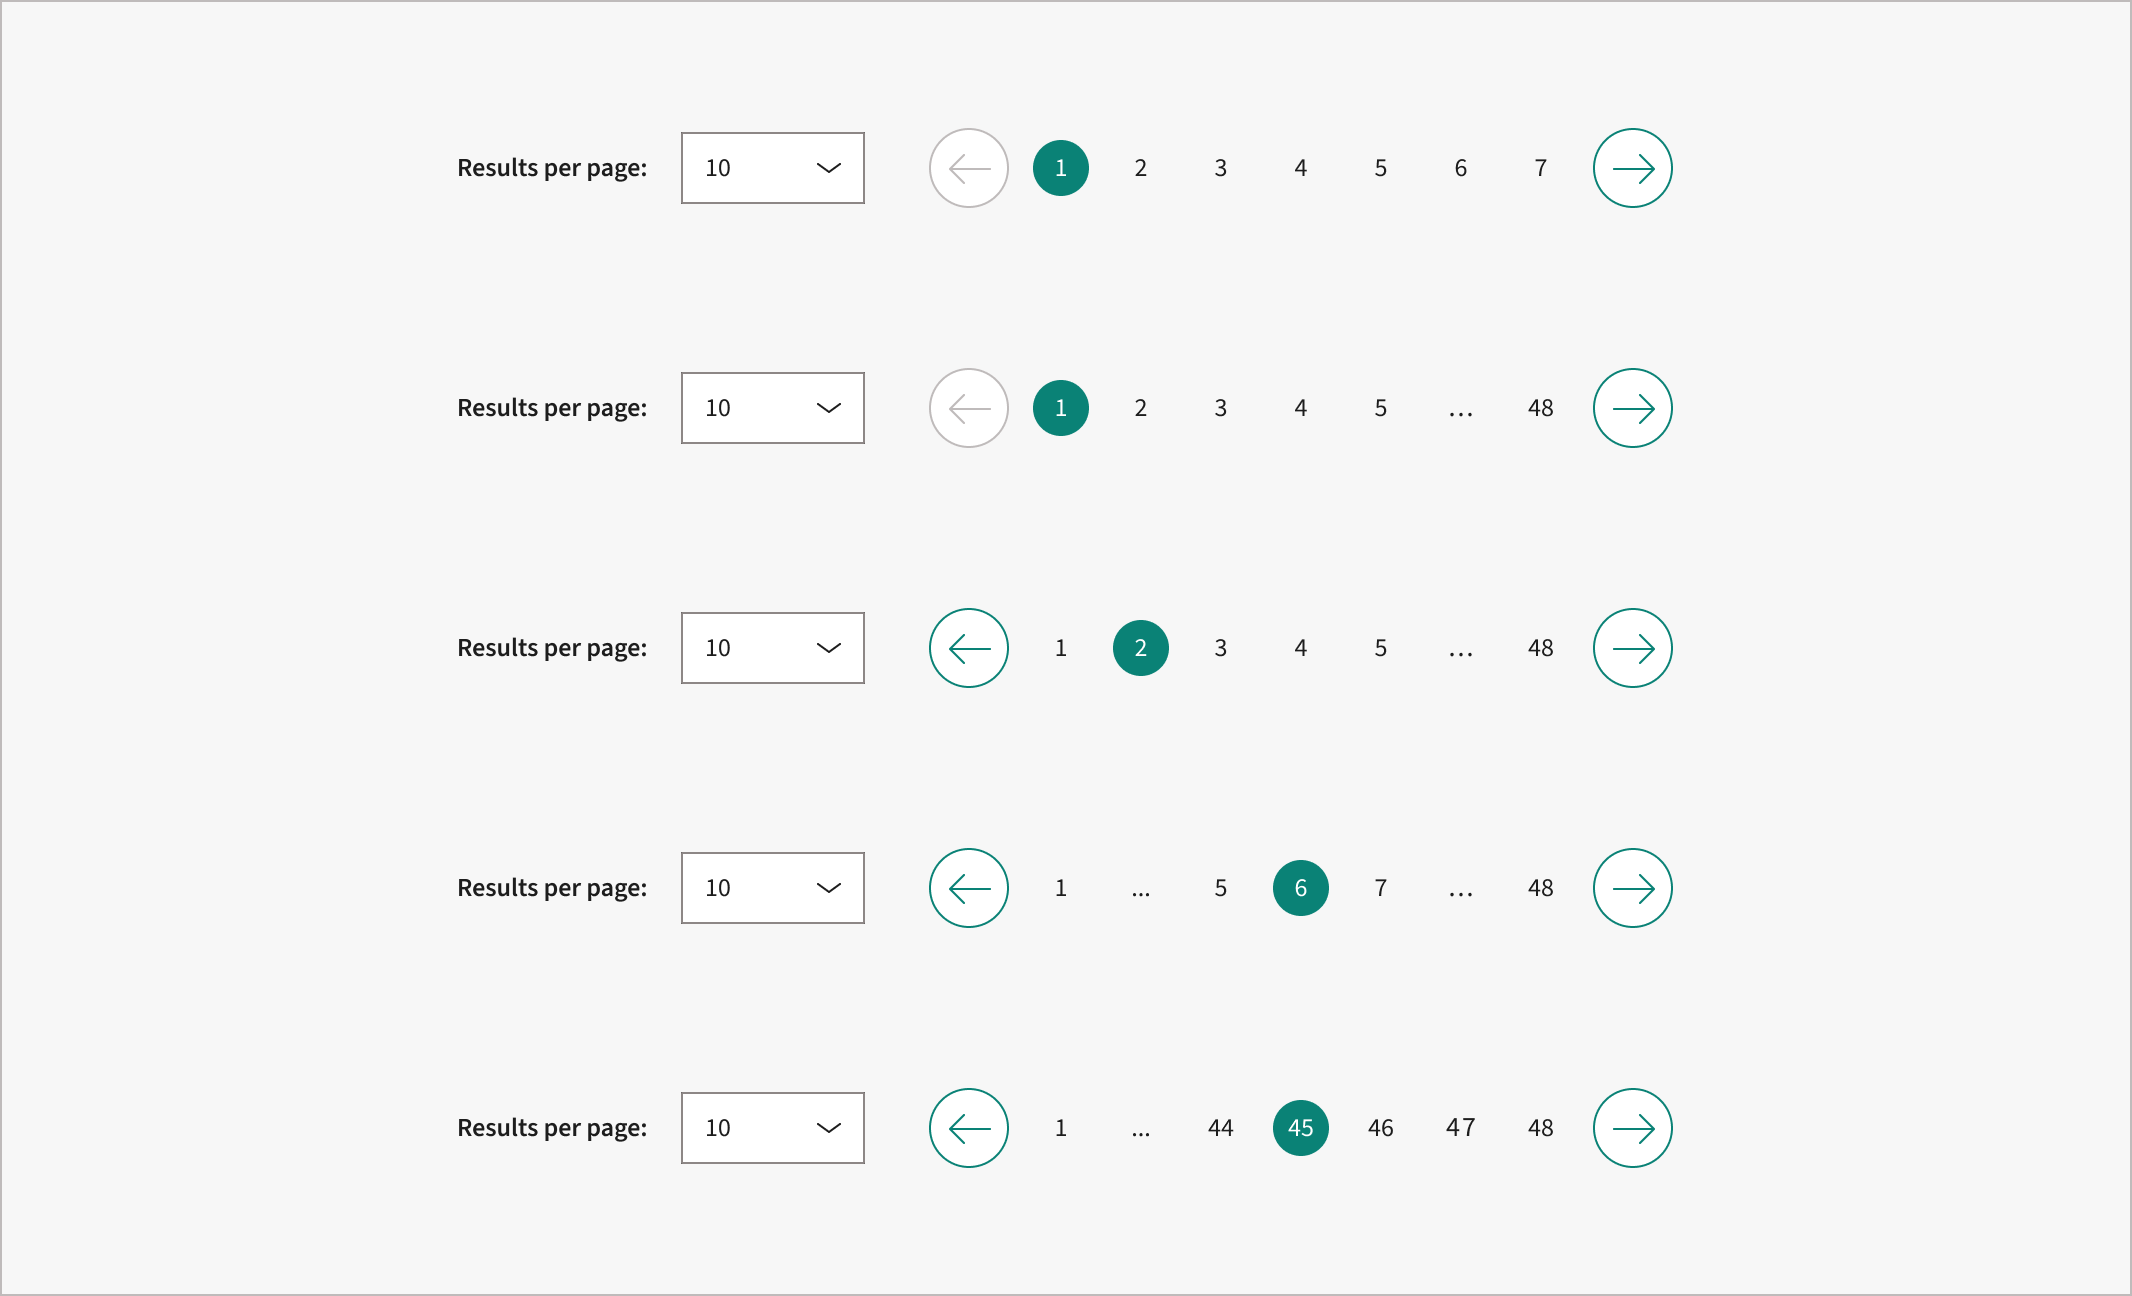 Results per page: 10 1 2 3 4 5 6 7
Results per page: 10 1 2 3 4 5 ... 48
Results per page: 10 1 2 3 4 5 ... 48
Results per page: 10 1 ... 5 6 7 ... 48
Results per page: 10 1 ... 44 45 46 47 48